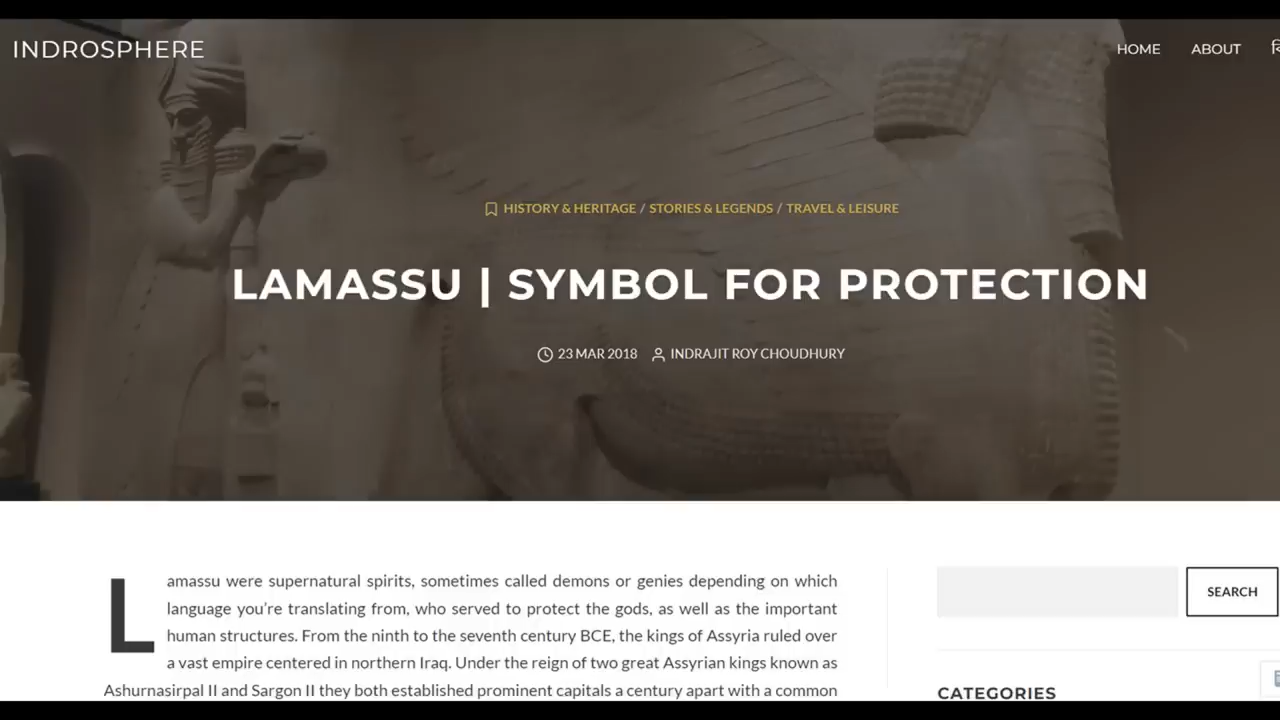 INDROSPHERE
HOME ABOUT
HISTORY & HERITAGE / STORIES & LEGENDS / TRAVEL & LEISURE
LAMASSU | SYMBOL FOR PROTECTION
23 MAR 2018 INDRAJIT ROY CHOUDHURY
Lamassu were supernatural spirits, sometimes called demons or genies depending on which
language you're translating from, who served to protect the gods, as well as the important
human structures. From the ninth to the seventh century BCE, the kings of Assyria ruled over
a vast empire centered in northern Iraq. Under the reign of two great Assyrian kings known as
Ashurnasirpal II and Sargon II they both established prominent capitals a century apart with a common
SEARCH
CATEGORIES